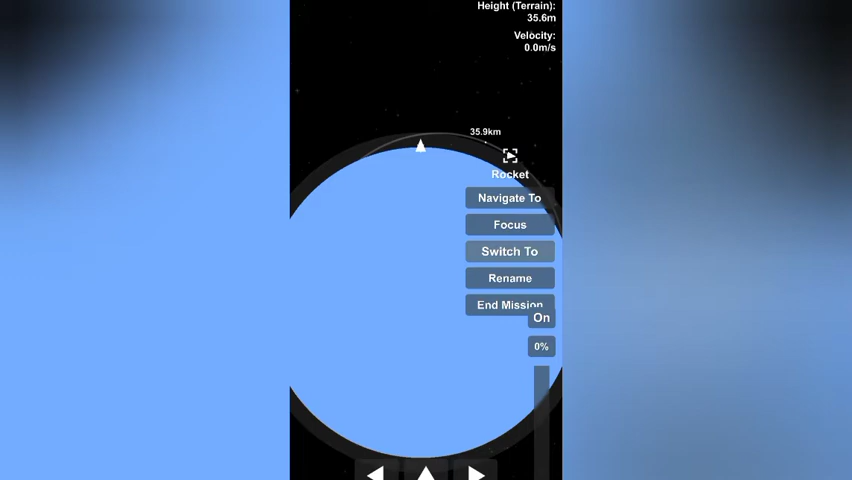 Height (Terrain):
35.6m
Velocity:
0.0m/s
35.9km
Rocket
Navigate To
Focus
Switch To
Rename
End Mission
On
0%